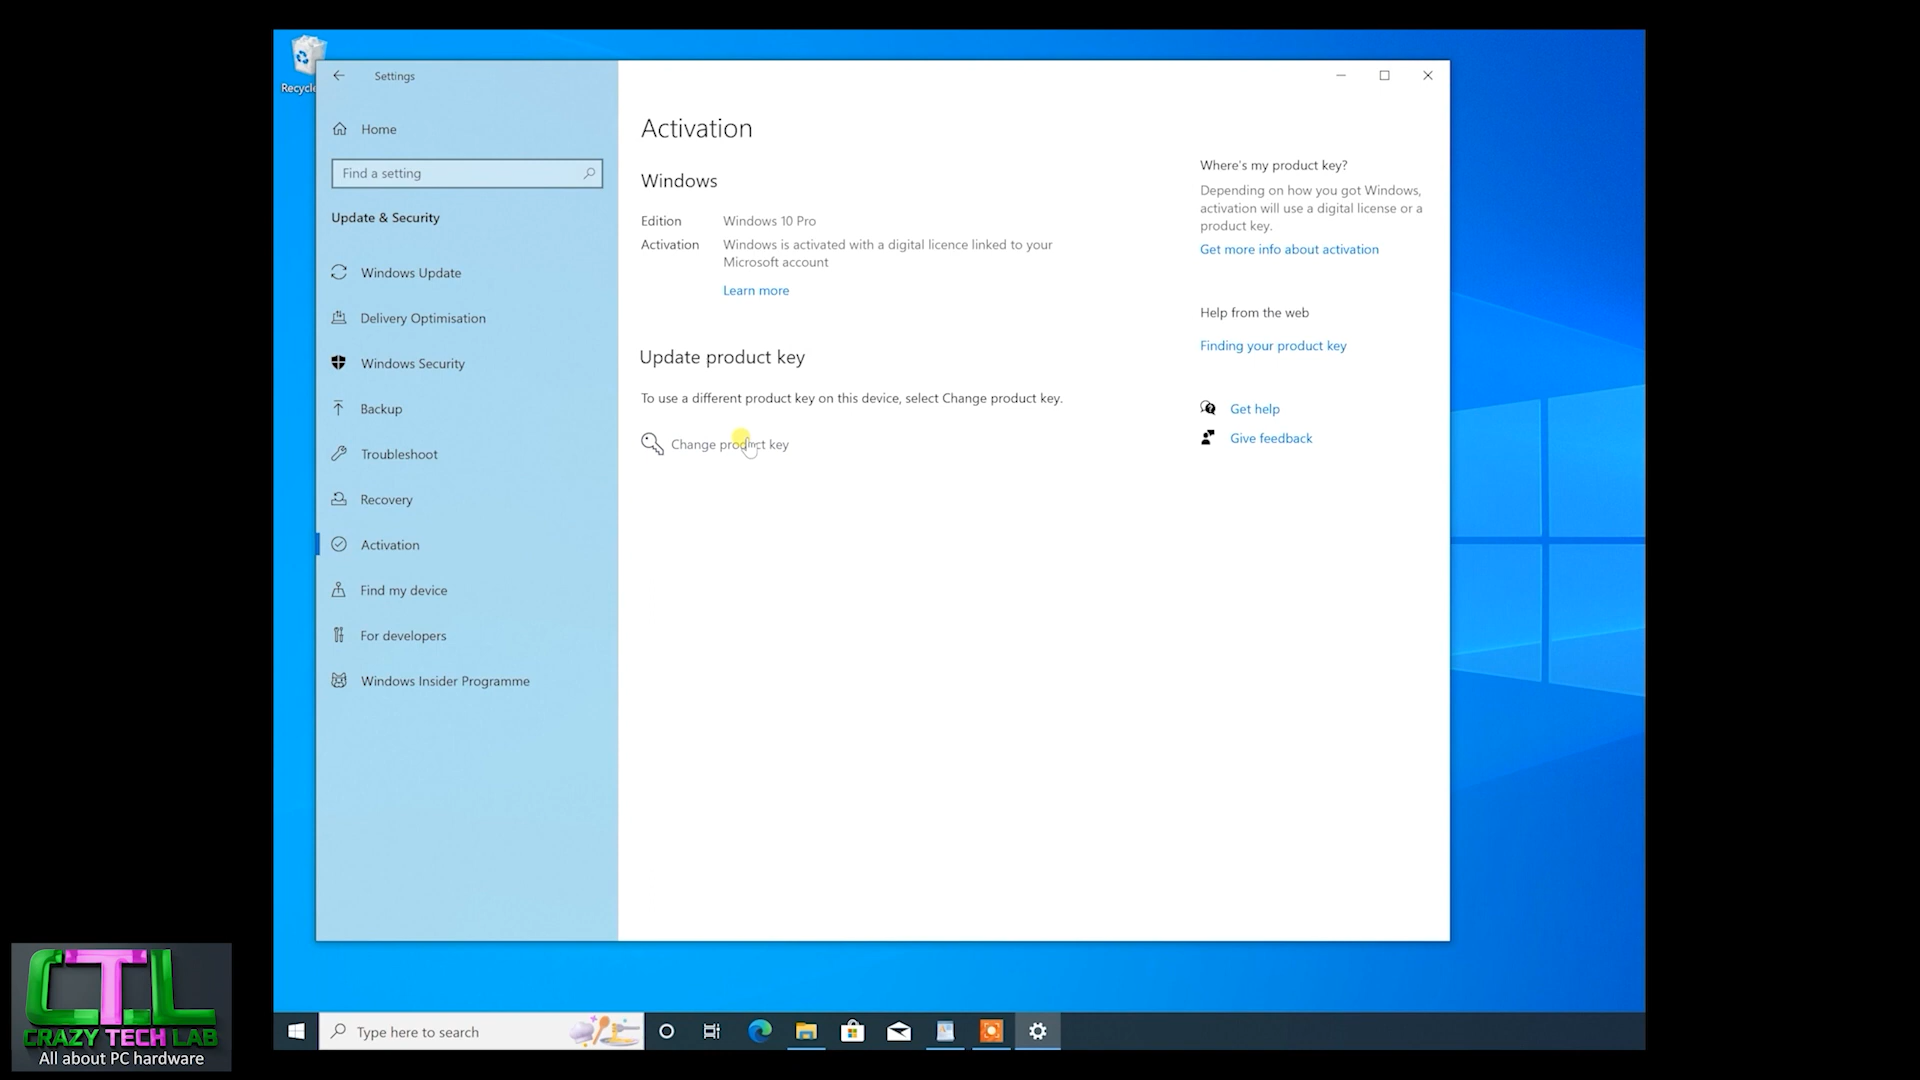 Recycle
Settings
Home
Find a setting
Update & Security
Windows Update
Delivery Optimisation
Windows Security
Backup
Troubleshoot
Recovery
Activation
Find my device
For developers
Windows Insider Programme
Activation
Windows
Edition Windows 10 Pro
Activation Windows is activated with a digital licence linked to your
Microsoft account
Learn more
Update product key
To use a different product key on this device, select Change product key.
Change product key
Where's my product key?
Depending on how you got Windows,
activation will use a digital license or a
product key.
Get more info about activation
Help from the web
Finding your product key
Get help
Give feedback
Type here to search
CTL
CRAZY TECH LAB
All about PC hardware